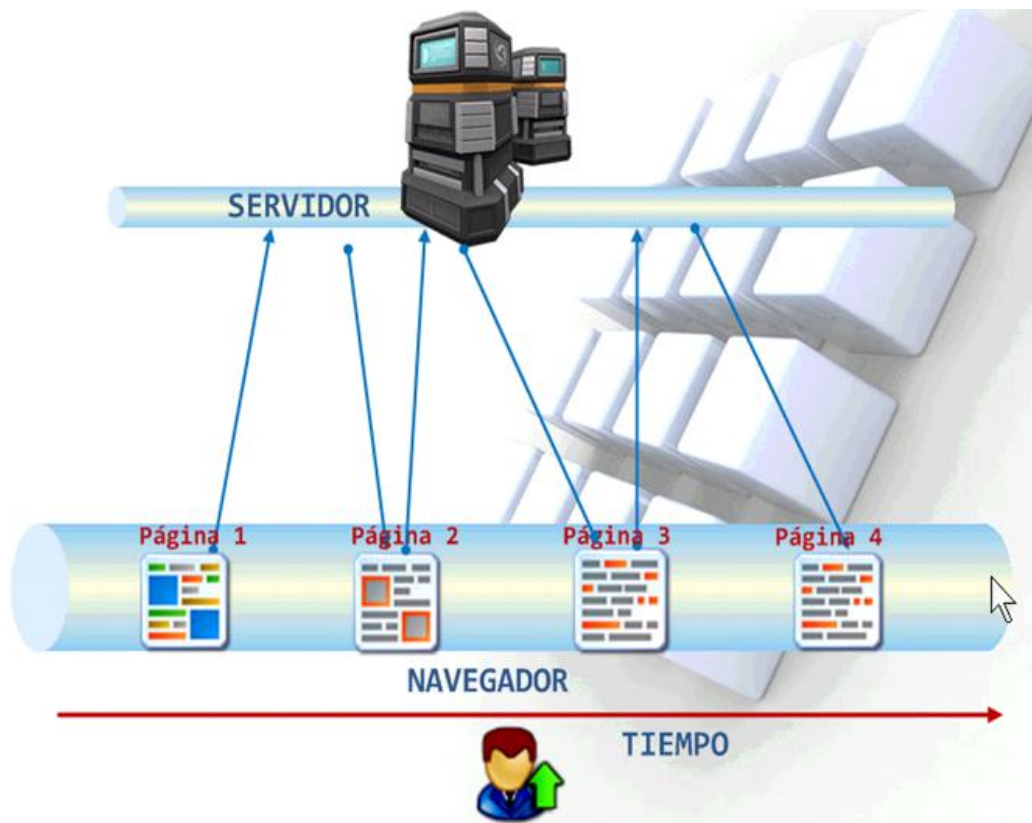 SERVIDOR
Página 1
Página 2
Página 3
Página 4
NAVEGADOR
TIEMPO